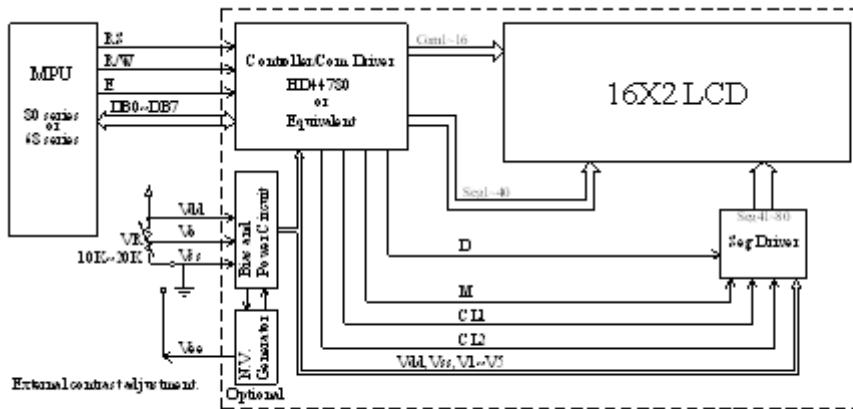 MPU
80 series
or
68 series
RS
R/W
E
DB0~DB7
Controller/Com Driver
HD44780
or
Equivalent
Com1~16
16X2 LCD
Seg1~40
Seg41~80
Seg Driver
Vdd
Vo
Vss
VR
10K~20K
Bias and
Power Circuit
D
M
CL1
CL2
Vdd, Vss, V1~V5
N.V.
Generator
Vee
Optional
External contrast adjustment.